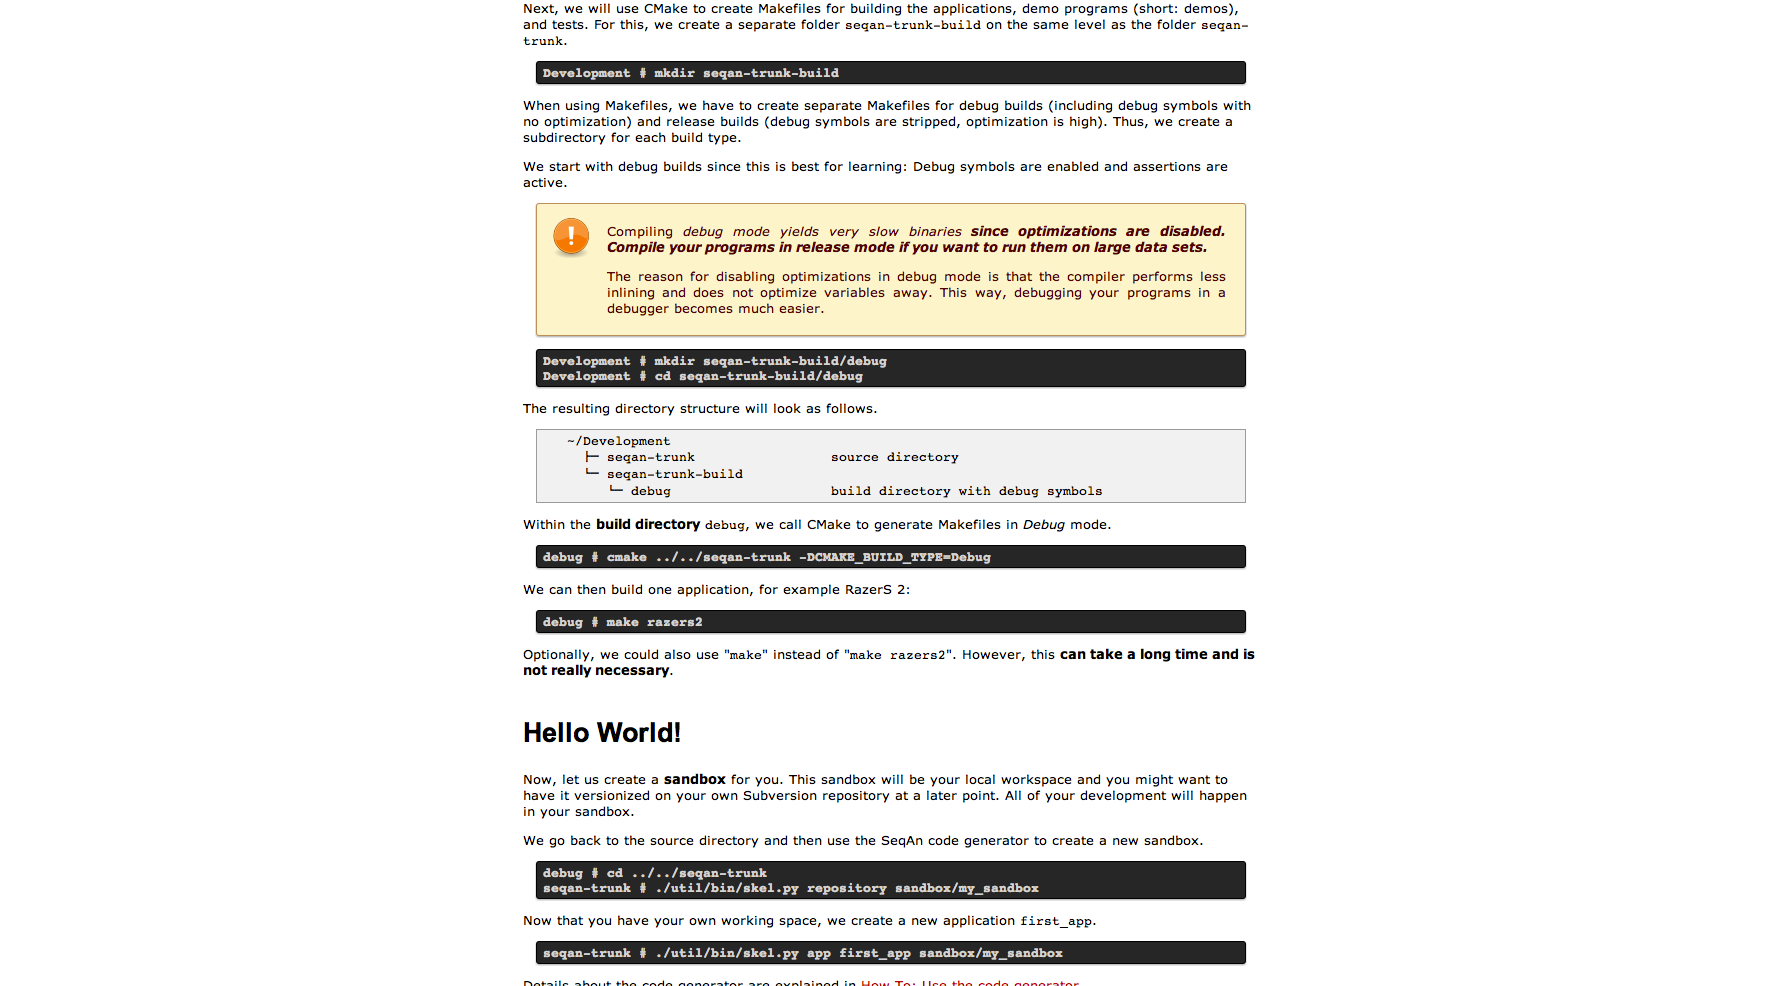 Next, we will use CMake to create Makefiles for building the applications, demo programs (short: demos),
and tests. For this, we create a separate folder seqan-trunk-build on the same level as the folder seqan-
trunk.
Development # mkdir seqan-trunk-build
When using Makefiles, we have to create separate Makefiles for debug builds (including debug symbols with
no optimization) and release builds (debug symbols are stripped, optimization is high). Thus, we create a
subdirectory for each build type.
We start with debug builds since this is best for learning: Debug symbols are enabled and assertions are
active.
Compiling debug mode yields very slow binaries since optimizations are disabled.
Compile your programs in release mode if you want to run them on large data sets.
The reason for disabling optimizations in debug mode is that the compiler performs less
inlining and does not optimize variables away. This way, debugging your programs in a
debugger becomes much easier.
Development # mkdir seqan-trunk-build/debug
Development # cd seqan-trunk-build/debug
The resulting directory structure will look as follows.
~/Development
├─ seqan-trunk source directory
└─ seqan-trunk-build
└─ debug build directory with debug symbols
Within the build directory debug, we call CMake to generate Makefiles in Debug mode.
debug # cmake ../../seqan-trunk -DCMAKE_BUILD_TYPE=Debug
We can then build one application, for example RazerS 2:
debug # make razers2
Optionally, we could also use "make" instead of "make razers2". However, this can take a long time and is
not really necessary.
Hello World!
Now, let us create a sandbox for you. This sandbox will be your local workspace and you might want to
have it versionized on your own Subversion repository at a later point. All of your development will happen
in your sandbox.
We go back to the source directory and then use the SeqAn code generator to create a new sandbox.
debug # cd ../../seqan-trunk
seqan-trunk # ./util/bin/skel.py repository sandbox/my_sandbox
Now that you have your own working space, we create a new application first_app.
seqan-trunk # ./util/bin/skel.py app first_app sandbox/my_sandbox
Details about the code generator are explained in How To: Use the code generator